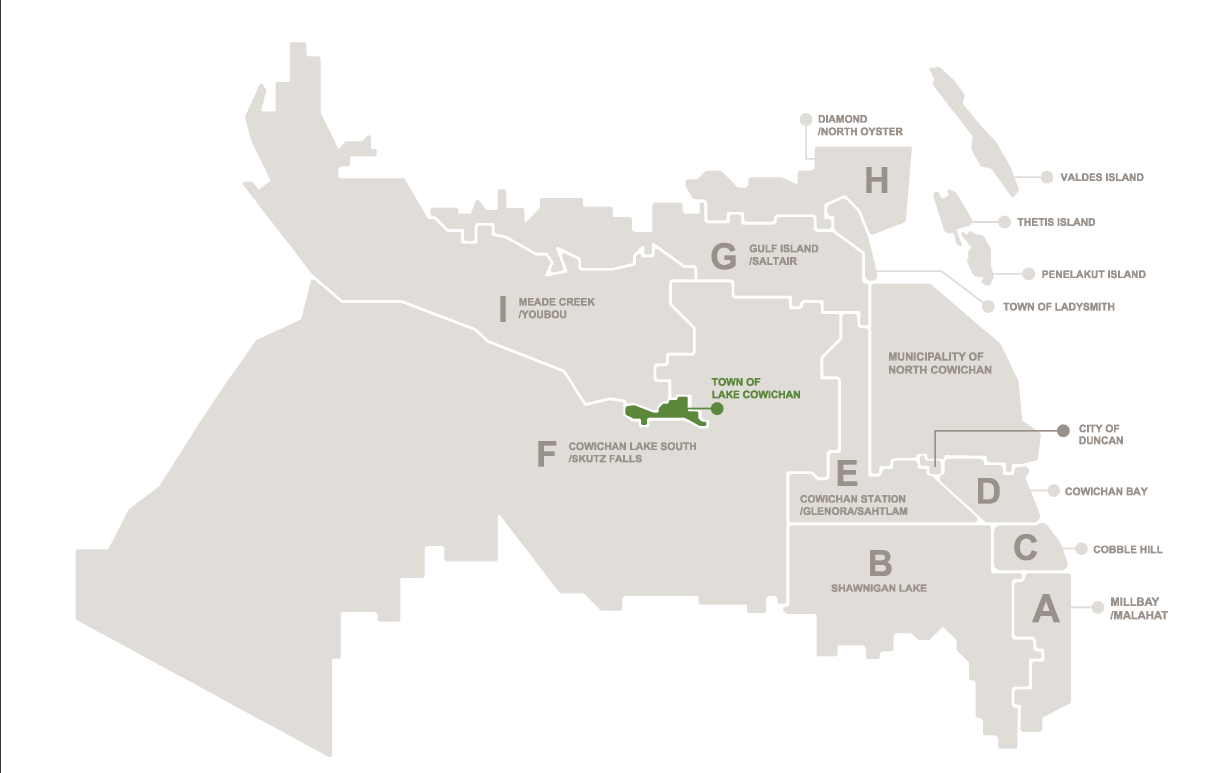 DIAMOND
/NORTH OYSTER
H
VALDES ISLAND
THETIS ISLAND
G
GULF ISLAND
/SALTAIR
PENELAKUT ISLAND
I
MEADE CREEK
/YOUBOU
TOWN OF LADYSMITH
MUNICIPALITY OF
NORTH COWICHAN
TOWN OF
LAKE COWICHAN
CITY OF
DUNCAN
F
COWICHAN LAKE SOUTH
/SKUTZ FALLS
E
COWICHAN STATION
/GLENORA/SAHTLAM
D
COWICHAN BAY
C
COBBLE HILL
B
SHAWNIGAN LAKE
A
MILLBAY
/MALAHAT